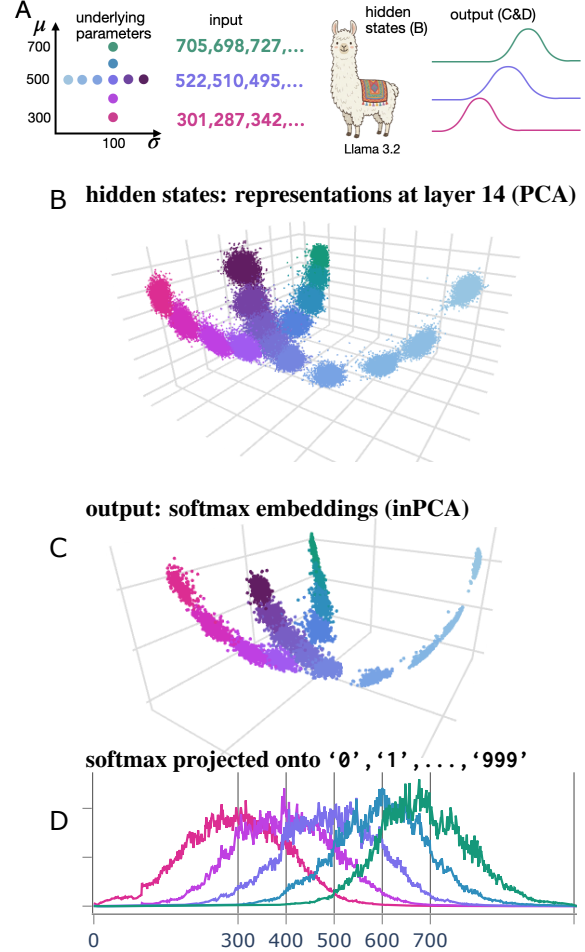 A
μ
underlying
parameters
700
500
300
100
σ
input
705,698,727,...
522,510,495,...
301,287,342,...
hidden
states (B)
Llama 3.2
output (C&D)
B
hidden states: representations at layer 14 (PCA)
output: softmax embeddings (inPCA)
C
softmax projected onto ‘0’,‘1’,...,‘999’
D
0 300 400 500 600 700